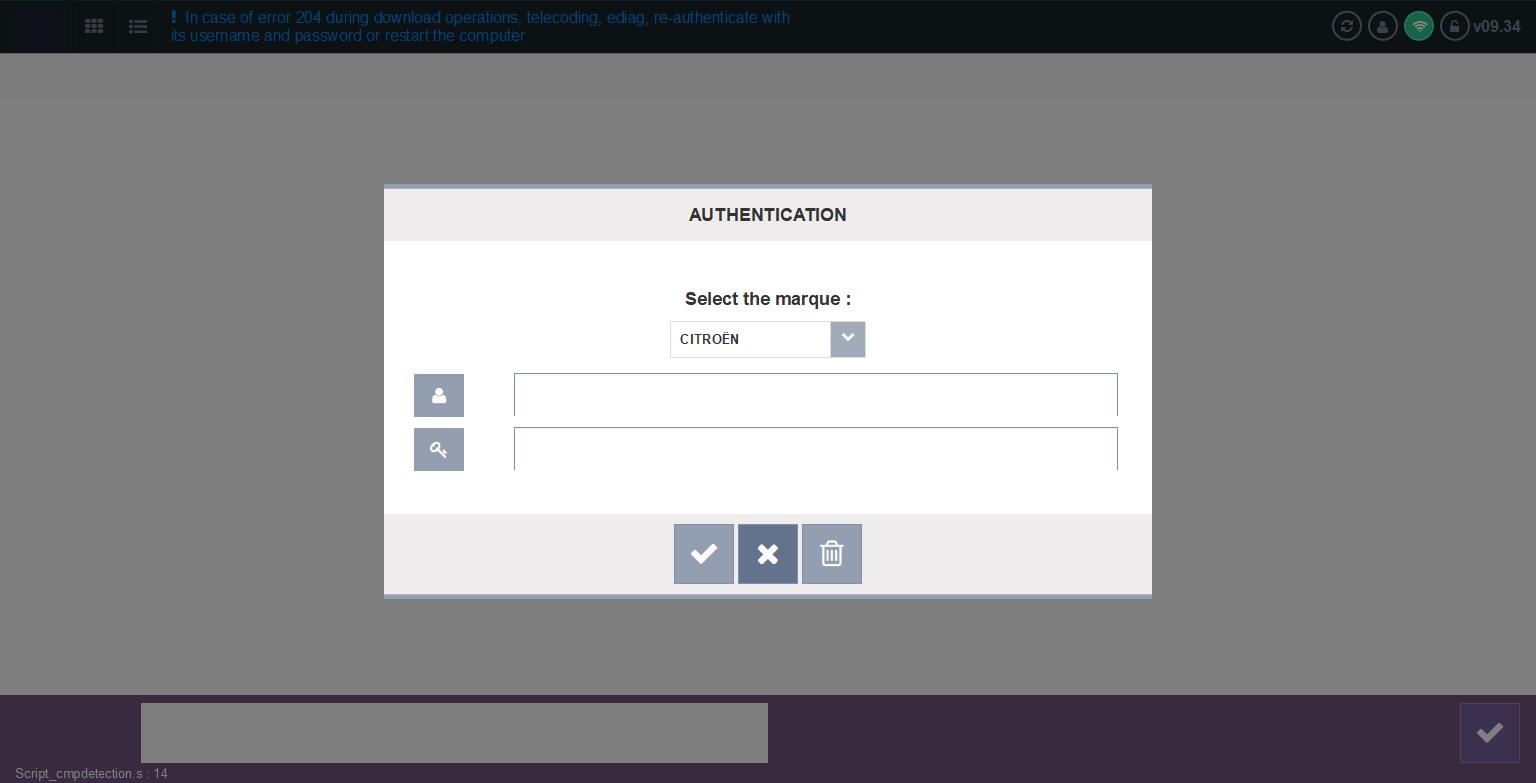 ! In case of error 204 during download operations, telecoding, ediag, re-authenticate with
its username and password or restart the computer
v09.34
AUTHENTICATION
Select the marque :
CITROËN
Script_cmpdetection.s : 14